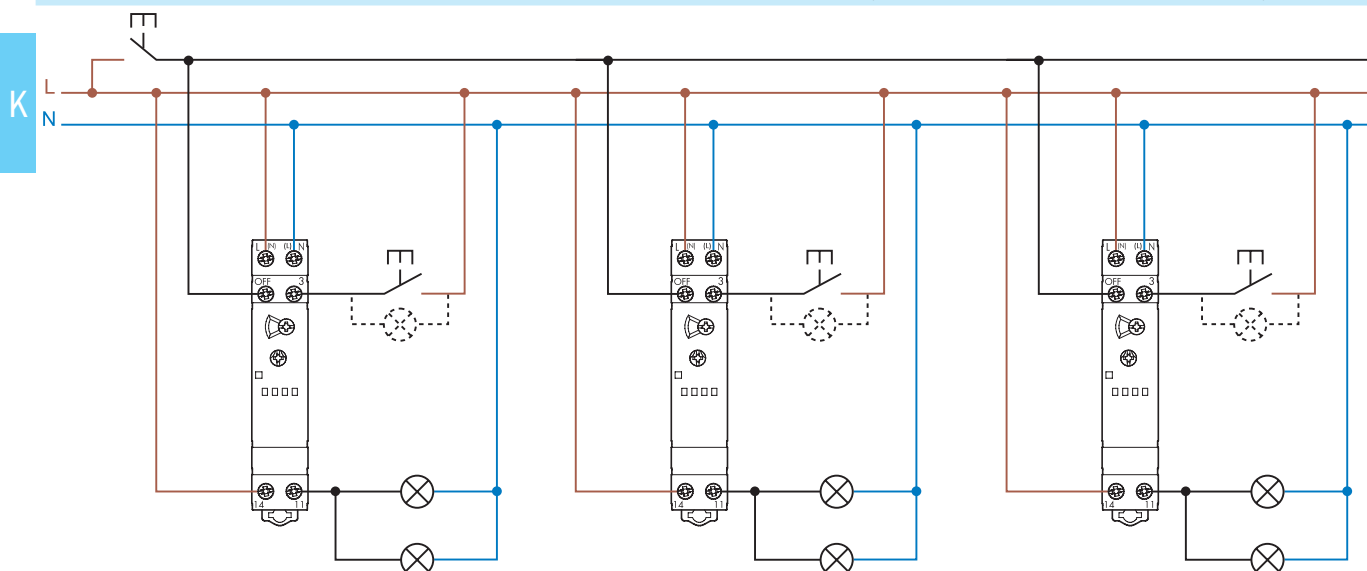 K
L
N
L (N) (L) N
OFF 3
14 11
L (N) (L) N
OFF 3
14 11
L (N) (L) N
OFF 3
14 11